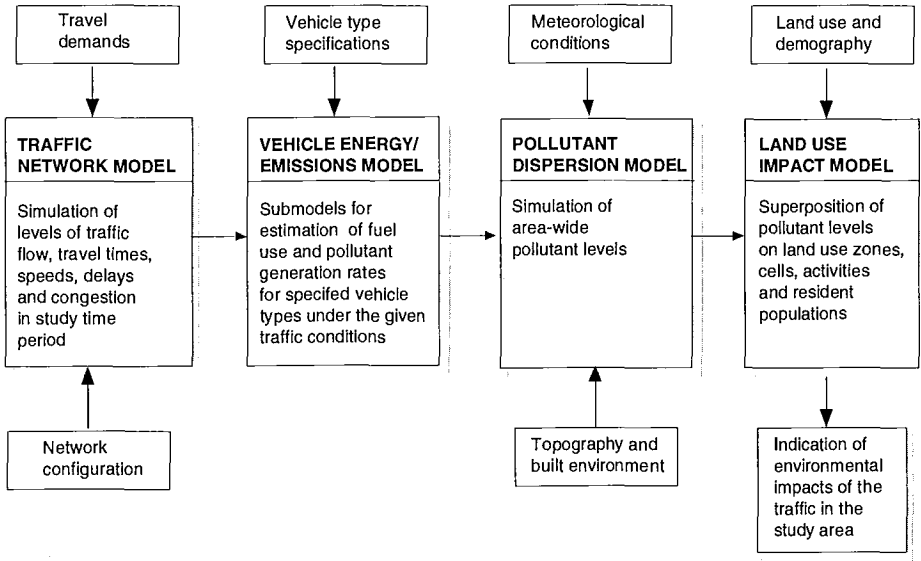 Travel
demands
Vehicle type
specifications
Meteorological
conditions
Land use and
demography
TRAFFIC
NETWORK MODEL
Simulation of
levels of traffic
flow, travel times,
speeds, delays
and congestion
in study time
period
VEHICLE ENERGY/
EMISSIONS MODEL
Submodels for
estimation of fuel
use and pollutant
generation rates
for specifed vehicle
types under the given
traffic conditions
POLLUTANT
DISPERSION MODEL
Simulation of
area-wide
pollutant levels
LAND USE
IMPACT MODEL
Superposition of
pollutant levels
on land use zones,
cells, activities
and resident
populations
Network
configuration
Topography and
built environment
Indication of
environmental
impacts of the
traffic in the
study area